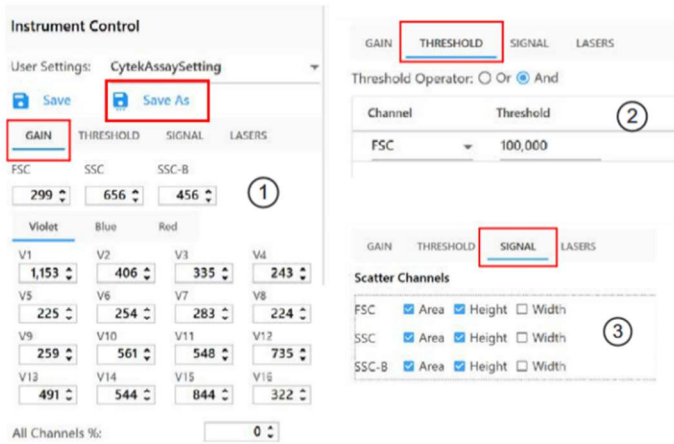 Instrument Control
User Settings: CytekAssaySetting
Save Save As
GAIN THRESHOLD SIGNAL LASERS
FSC SSC SSC-B
299 656 456
1
Violet Blue Red
V1 V2 V3 V4
1,153 406 335 243
V5 V6 V7 V8
225 254 283 224
V9 V10 V11 V12
259 561 548 735
V13 V14 V15 V16
491 544 844 322
All Channels %: 0
GAIN THRESHOLD SIGNAL LASERS
Threshold Operator: Or And
Channel Threshold
2
FSC 100,000
GAIN THRESHOLD SIGNAL LASERS
Scatter Channels
FSC Area Height Width
SSC Area Height Width
3
SSC-B Area Height Width